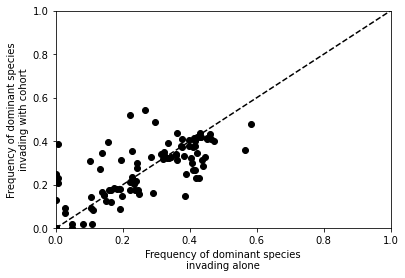 1.0
0.8
0.6
0.4
0.2
0.0
Frequency of dominant species
invading with cohort
0.0 0.2 0.4 0.6 0.8 1.0
Frequency of dominant species
invading alone